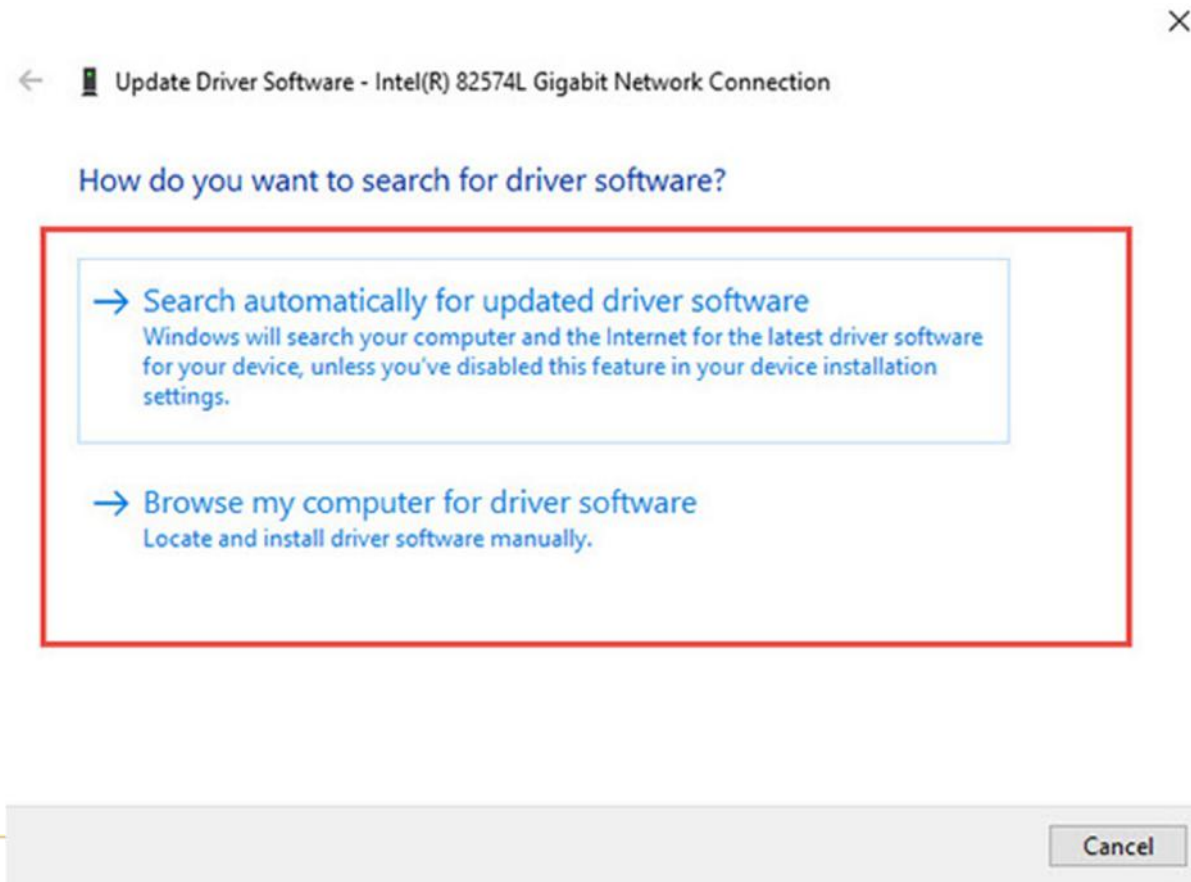 Update Driver Software - Intel(R) 82574L Gigabit Network Connection
How do you want to search for driver software?
Search automatically for updated driver software
Windows will search your computer and the Internet for the latest driver software
for your device, unless you've disabled this feature in your device installation
settings.
Browse my computer for driver software
Locate and install driver software manually.
Cancel